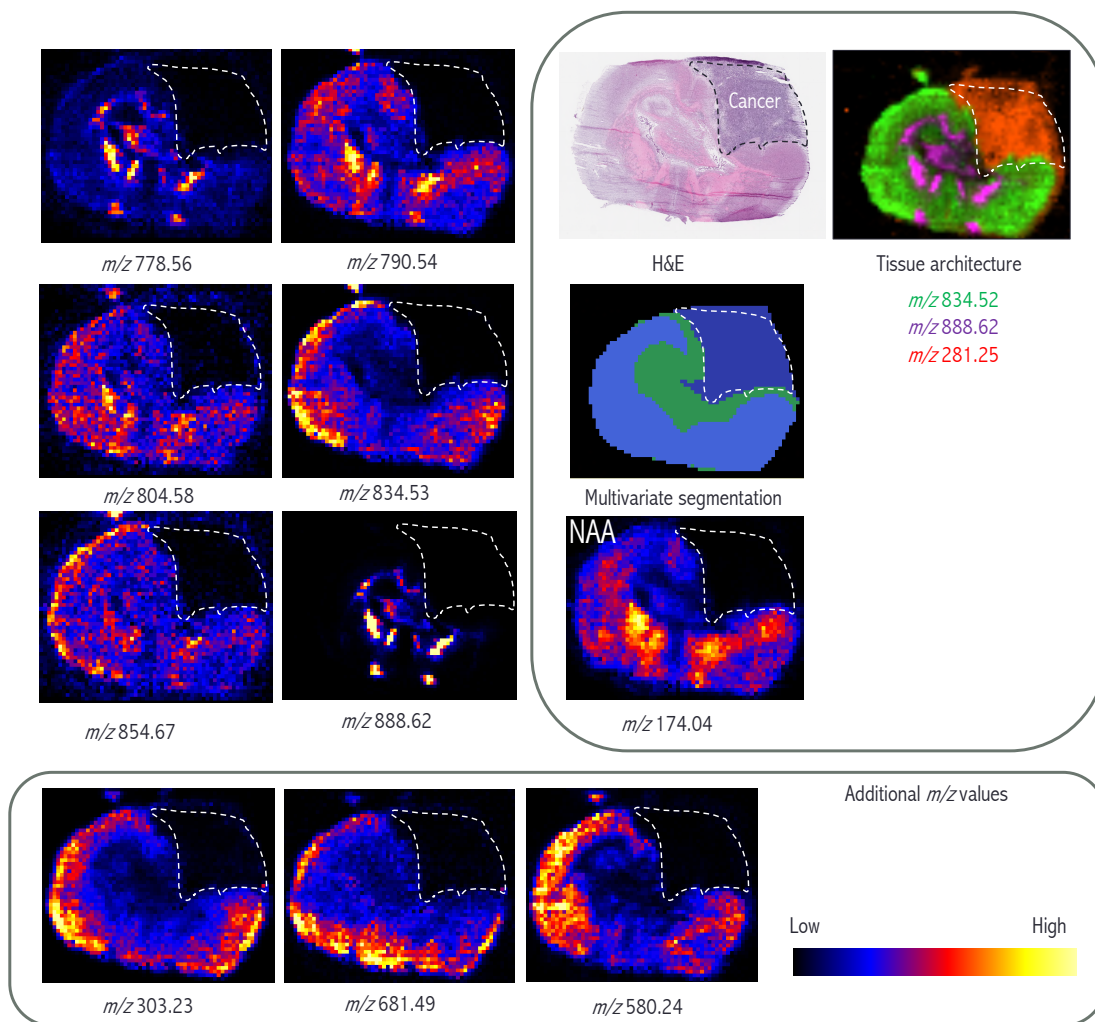 Cancer
m/z 778.56
m/z 790.54
H&E
Tissue architecture
m/z 834.52
m/z 888.62
m/z 281.25
m/z 804.58
m/z 834.53
Multivariate segmentation
NAA
m/z 854.67
m/z 888.62
m/z 174.04
Additional m/z values
Low
High
m/z 303.23
m/z 681.49
m/z 580.24